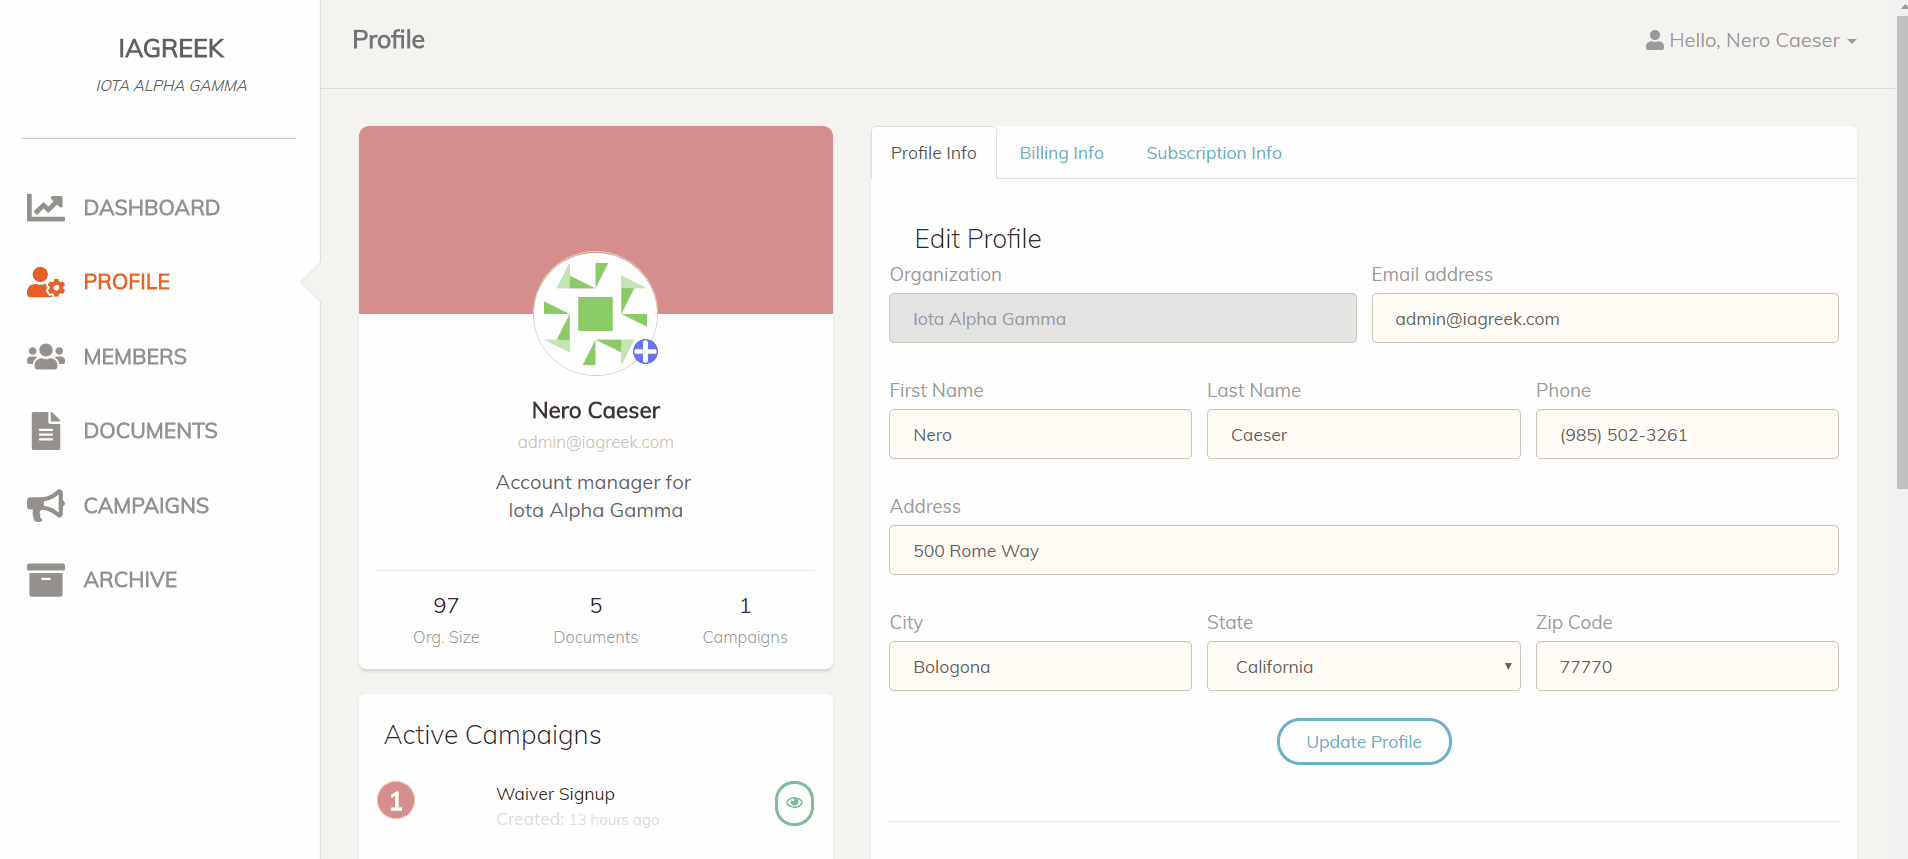 IAGREEK
IOTA ALPHA GAMMA
DASHBOARD
PROFILE
MEMBERS
DOCUMENTS
CAMPAIGNS
ARCHIVE
Profile
Hello, Nero Caeser
Nero Caeser
admin@iagreek.com
Account manager for
Iota Alpha Gamma
97 5 1
Org. Size Documents Campaigns
Active Campaigns
1
Waiver Signup
Created: 13 hours ago
Profile Info Billing Info Subscription Info
Edit Profile
Organization Email address
Iota Alpha Gamma admin@iagreek.com
First Name Last Name Phone
Nero Caeser (985) 502-3261
Address
500 Rome Way
City State Zip Code
Bologona California 77770
Update Profile